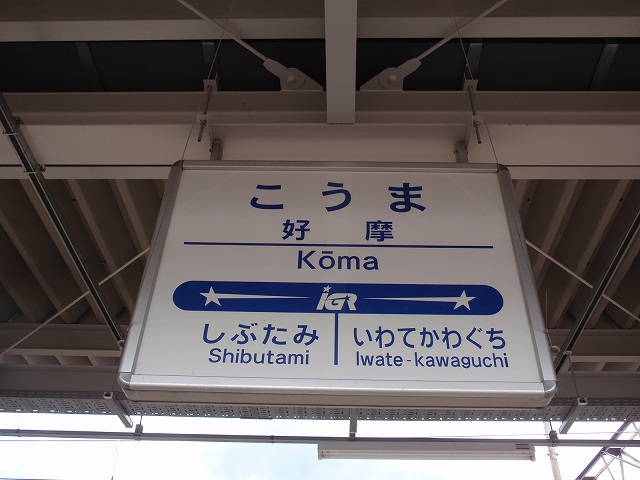 こうま
好摩
Kōma
IGR
しぶたみ いわてかわぐち
Shibutami Iwate-kawaguchi